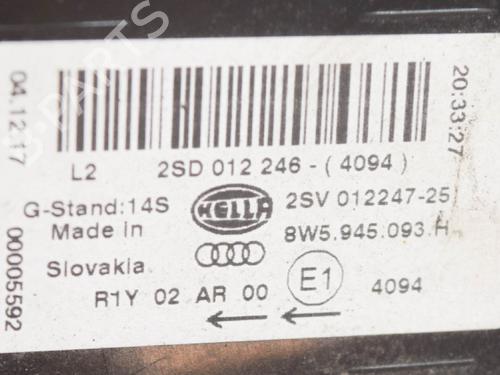 04.12.17
20:33:27
L2 2SD 012 246-(4094)
G-Stand:14S HELLA 2SV 012247-25
Made in 8W5.945.093.H
Slovakia E1
R1Y 02 AR 00 4094
00005592
B-PARTS